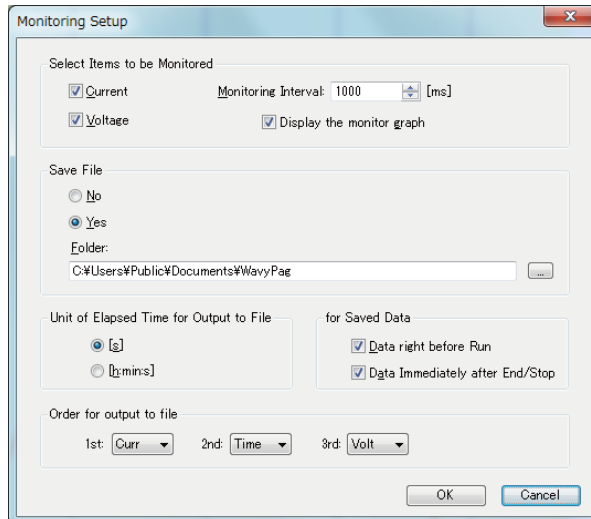 Monitoring Setup
Select Items to be Monitored
Current Monitoring Interval: 1000 [ms]
Voltage Display the monitor graph
Save File
No
Yes
Folder:
C:¥Users¥Public¥Documents¥WavyPag
...
Unit of Elapsed Time for Output to File
[s]
[h:min:s]
for Saved Data
Data right before Run
Data Immediately after End/Stop
Order for output to file
1st: Curr 2nd: Time 3rd: Volt
OK Cancel